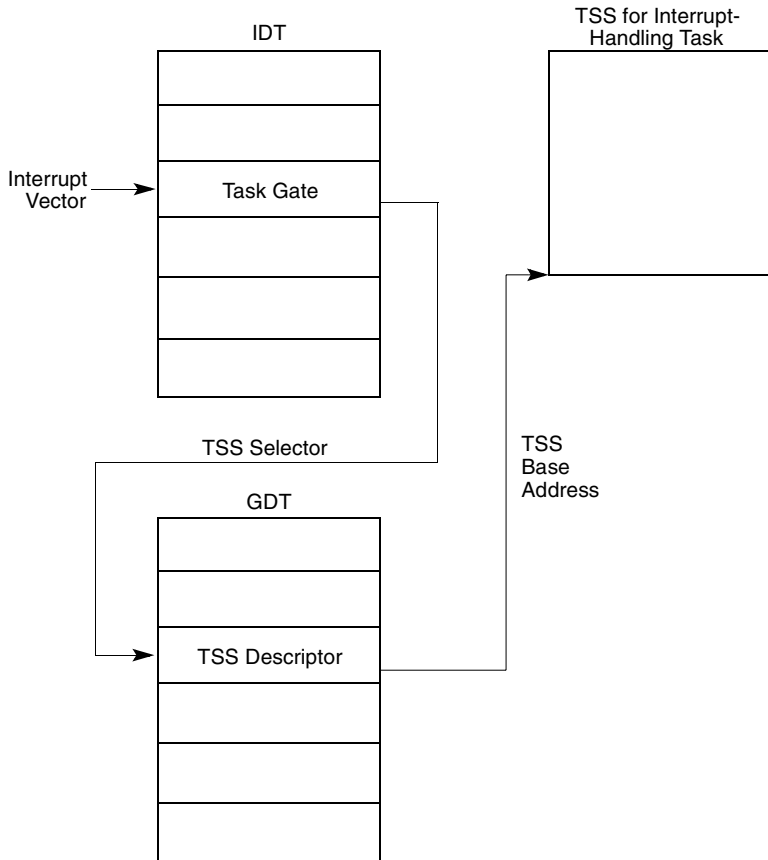 TSS for Interrupt-
Handling Task
IDT
Interrupt
Vector
Task Gate
TSS Selector
TSS
Base
Address
GDT
TSS Descriptor